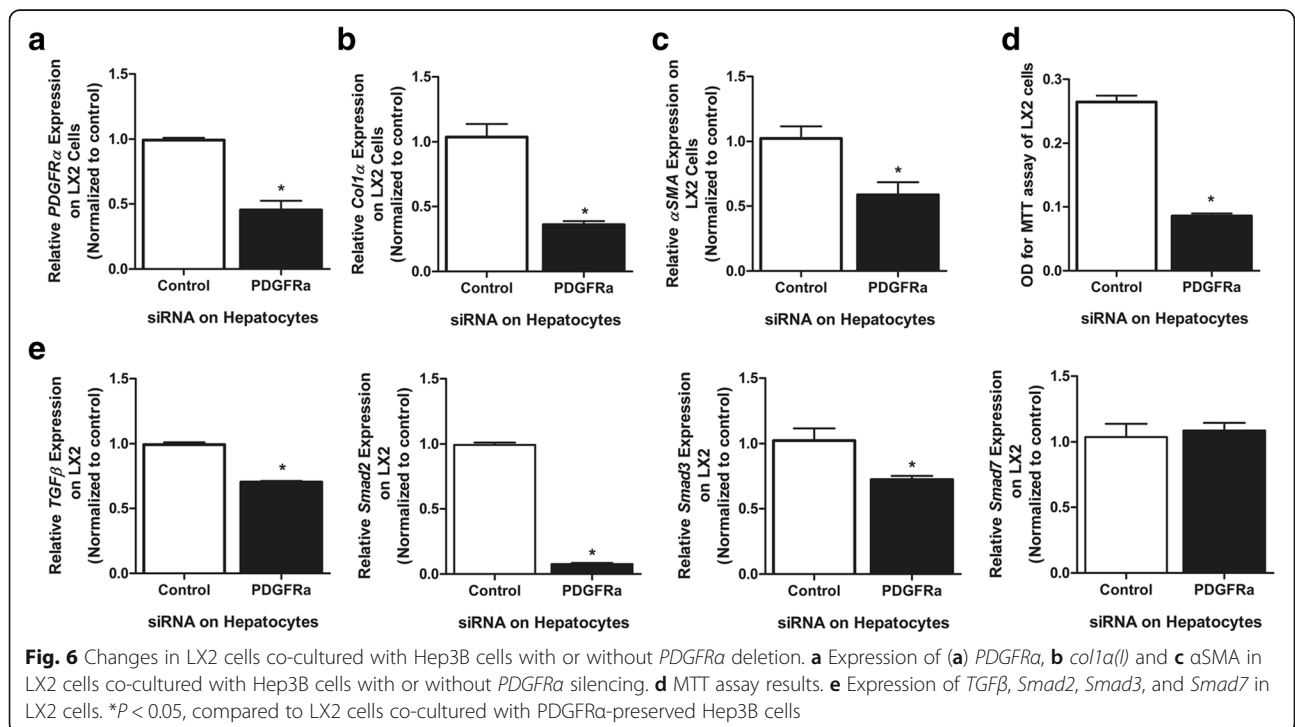 a
Relative PDGFRα Expression
on LX2 Cells
(Normalized to control)
1.5
1.0
0.5
0.0
*
Control
PDGFRa
siRNA on Hepatocytes
b
Relative Col1α Expression
on LX2 Cells
(Normalized to control)
1.5
1.0
0.5
0.0
*
Control
PDGFRa
siRNA on Hepatocytes
c
Relative αSMA Expression on
LX2 Cells
(Normalized to control)
1.5
1.0
0.5
0.0
*
Control
PDGFRa
siRNA on Hepatocytes
d
OD for MTT assay of LX2 cells
0.3
0.2
0.1
0.0
*
Control
PDGFRa
siRNA on Hepatocytes
e
Relative TGFβ Expression
on LX2
(Normalized to control)
1.5
1.0
0.5
0.0
*
Control
PDGFRa
siRNA on Hepatocytes
Relative Smad2 Expression
on LX2
(Normalized to control)
1.5
1.0
0.5
0.0
*
Control
PDGFRa
siRNA on Hepatocytes
Relative Smad3 Expression
on LX2
(Normalized to control)
1.5
1.0
0.5
0.0
*
Control
PDGFRa
siRNA on Hepatocytes
Relative Smad7 Expression
on LX2
(Normalized to control)
1.5
1.0
0.5
0.0
Control
PDGFRa
siRNA on Hepatocytes
Fig. 6 Changes in LX2 cells co-cultured with Hep3B cells with or without PDGFRα deletion. a Expression of (a) PDGFRα, b col1α(I) and c αSMA in
LX2 cells co-cultured with Hep3B cells with or without PDGFRα silencing. d MTT assay results. e Expression of TGFβ, Smad2, Smad3, and Smad7 in
LX2 cells. *P < 0.05, compared to LX2 cells co-cultured with PDGFRα-preserved Hep3B cells